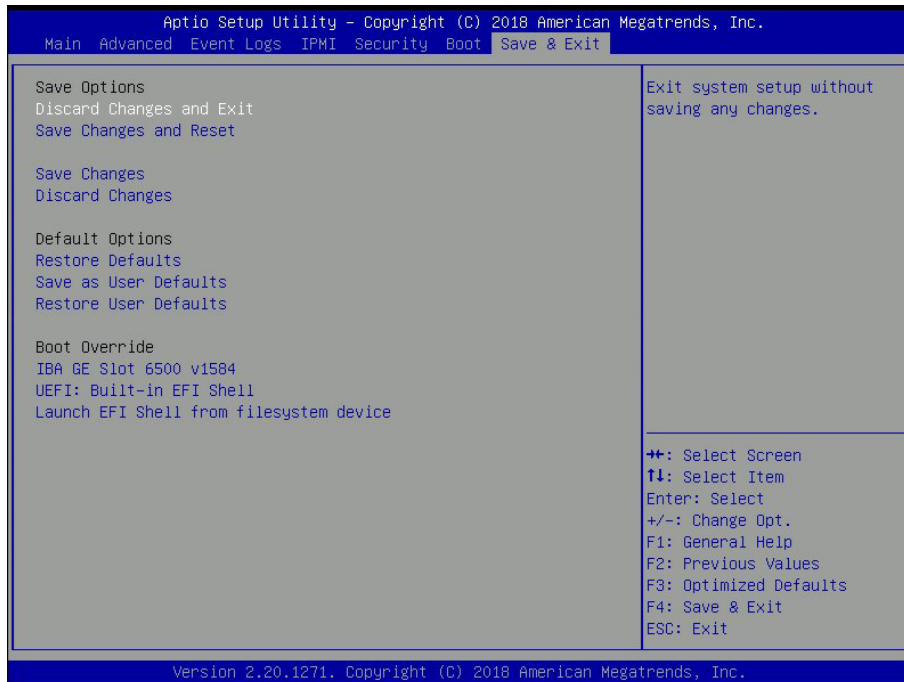 Aptio Setup Utility – Copyright (C) 2018 American Megatrends, Inc.
Main Advanced Event Logs IPMI Security Boot Save & Exit
Save Options
Discard Changes and Exit
Save Changes and Reset
Save Changes
Discard Changes
Default Options
Restore Defaults
Save as User Defaults
Restore User Defaults
Boot Override
IBA GE Slot 6500 v1584
UEFI: Built-in EFI Shell
Launch EFI Shell from filesystem device
Exit system setup without
saving any changes.
→←: Select Screen
↑↓: Select Item
Enter: Select
+/-: Change Opt.
F1: General Help
F2: Previous Values
F3: Optimized Defaults
F4: Save & Exit
ESC: Exit
Version 2.20.1271. Copyright (C) 2018 American Megatrends, Inc.